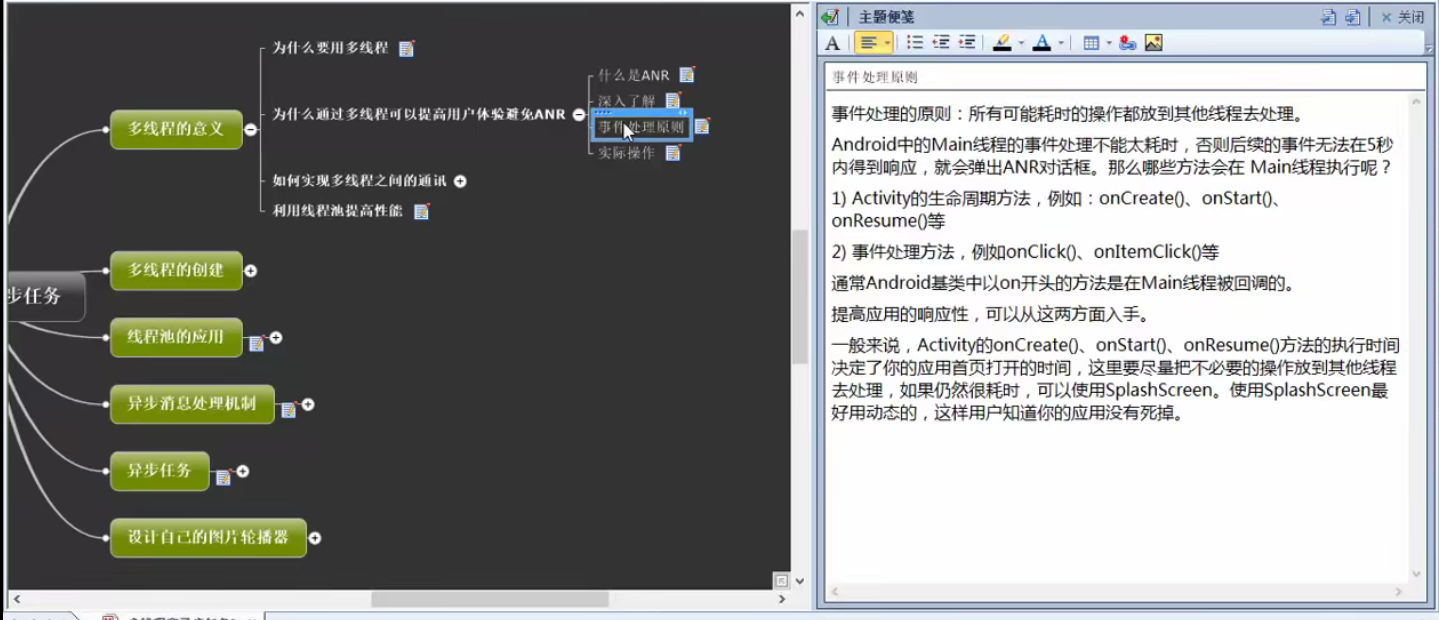 为什么要用多线程
什么是ANR
深入了解
为什么通过多线程可以提高用户体验避免ANR
事件处理原则
实际操作
多线程的意义
如何实现多线程之间的通讯
利用线程池提高性能
多线程的创建
步任务
线程池的应用
异步消息处理机制
异步任务
设计自己的图片轮播器
主题便笺
关闭
A
A
事件处理原则
事件处理的原则：所有可能耗时的操作都放到其他线程去处理。
Android中的Main线程的事件处理不能太耗时，否则后续的事件无法在5秒
内得到响应，就会弹出ANR对话框。那么哪些方法会在 Main线程执行呢？
1) Activity的生命周期方法，例如：onCreate()、onStart()、
onResume()等
2) 事件处理方法，例如onClick()、onItemClick()等
通常Android基类中以on开头的方法是在Main线程被回调的。
提高应用的响应性，可以从这两方面入手。
一般来说，Activity的onCreate()、onStart()、onResume()方法的执行时间
决定了你的应用首页打开的时间，这里要尽量把不必要的操作放到其他线程
去处理，如果仍然很耗时，可以使用SplashScreen。使用SplashScreen最
好用动态的，这样用户知道你的应用没有死掉。